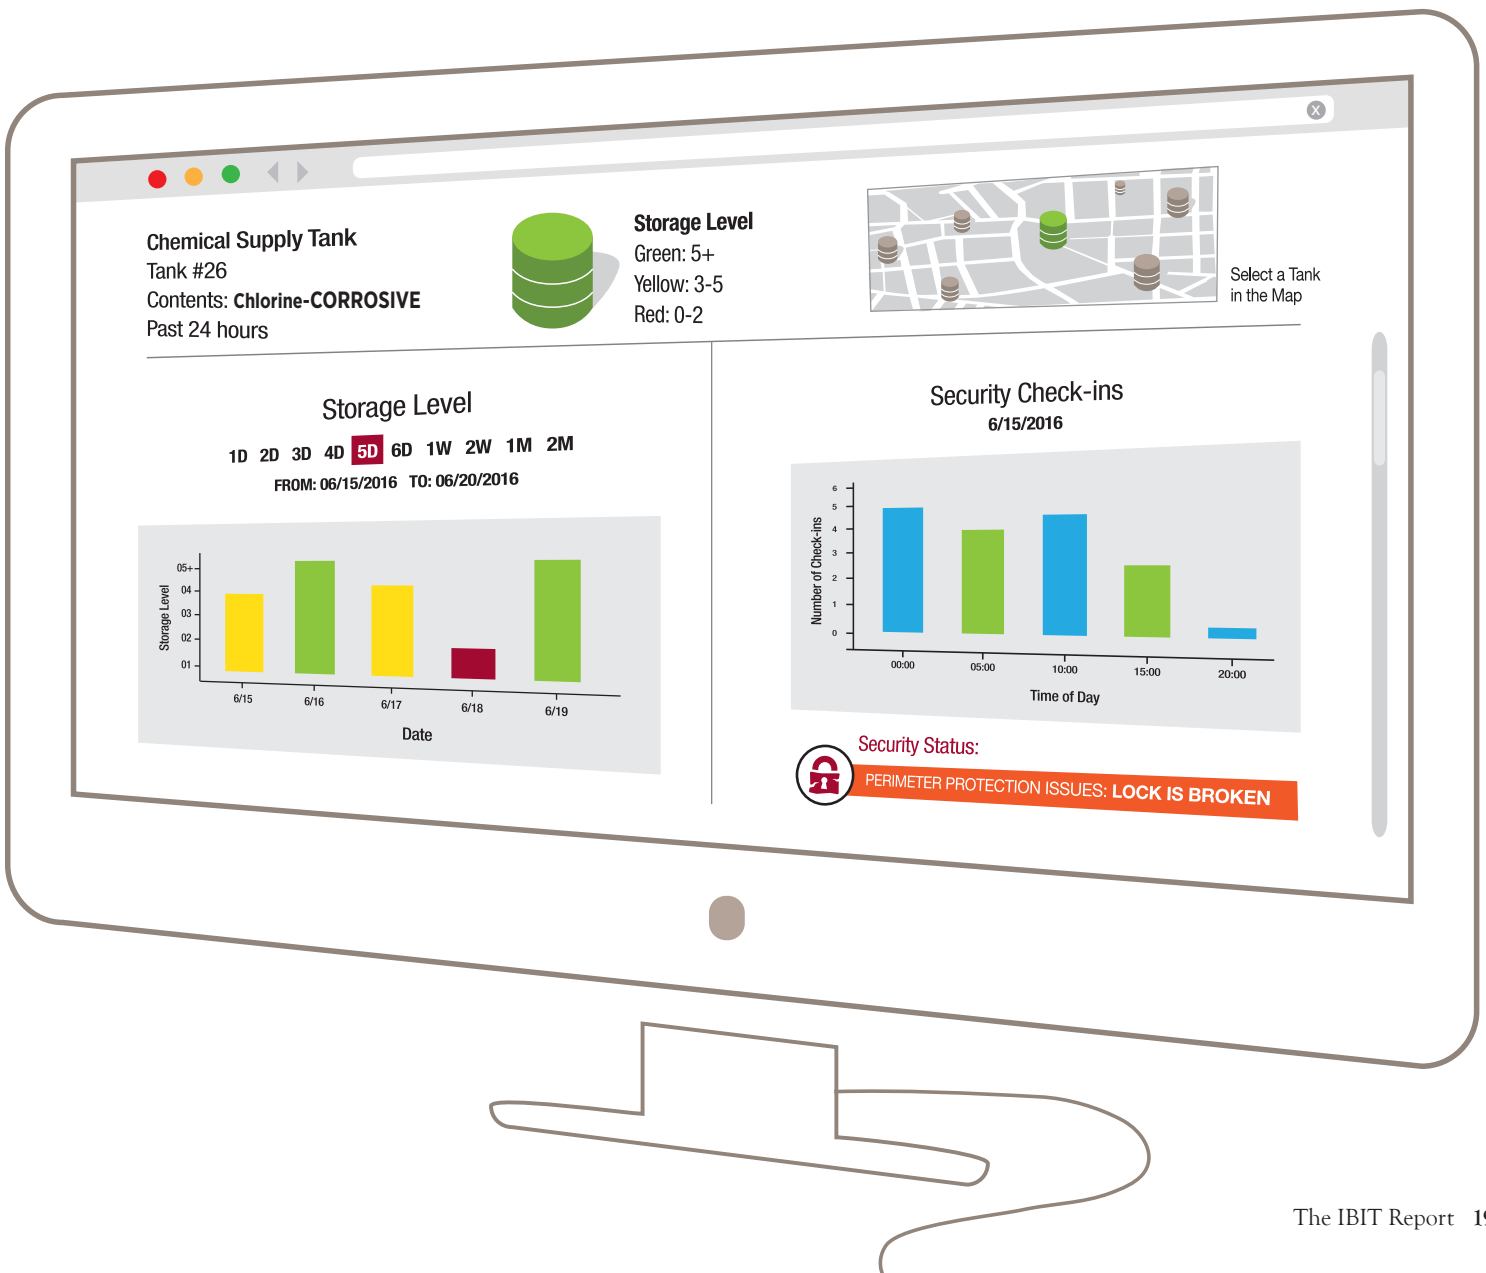 X
Chemical Supply Tank
Tank #26
Contents: Chlorine-CORROSIVE
Past 24 hours
Storage Level
Green: 5+
Yellow: 3-5
Red: 0-2
Select a Tank
in the Map
Storage Level
1D 2D 3D 4D 5D 6D 1W 2W 1M 2M
FROM: 06/15/2016 TO: 06/20/2016
Storage Level
05+
04
03
02
01
6/15 6/16 6/17 6/18 6/19
Date
Security Check-ins
6/15/2016
Number of Check-ins
6
5
4
3
2
1
0
00:00 05:00 10:00 15:00 20:00
Time of Day
Security Status:
PERIMETER PROTECTION ISSUES: LOCK IS BROKEN
The IBIT Report 19